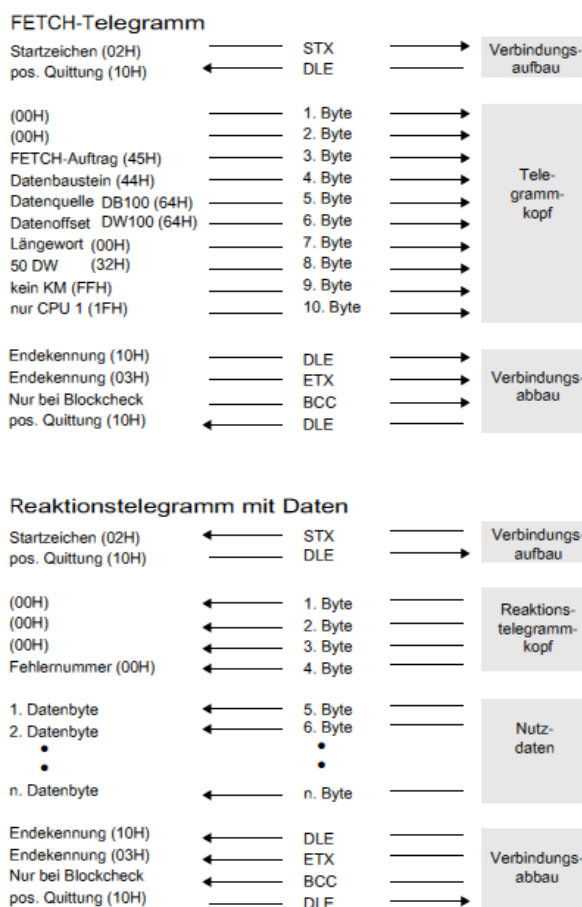 FETCH-Telegramm
Startzeichen (02H) STX Verbindungs-
pos. Quittung (10H) DLE aufbau
(00H) 1. Byte
(00H) 2. Byte
FETCH-Auftrag (45H) 3. Byte
Datenbaustein (44H) 4. Byte Tele-
Datenquelle DB100 (64H) 5. Byte gramm-
Datenoffset DW100 (64H) 6. Byte kopf
Längewort (00H) 7. Byte
50 DW (32H) 8. Byte
kein KM (FFH) 9. Byte
nur CPU 1 (1FH) 10. Byte
Endekennung (10H) DLE
Endekennung (03H) ETX Verbindungs-
Nur bei Blockcheck BCC abbau
pos. Quittung (10H) DLE
Reaktionstelegramm mit Daten
Startzeichen (02H) STX Verbindungs-
pos. Quittung (10H) DLE aufbau
(00H) 1. Byte Reaktions-
(00H) 2. Byte telegramm-
(00H) 3. Byte kopf
Fehlernummer (00H) 4. Byte
1. Datenbyte 5. Byte
2. Datenbyte 6. Byte Nutz-
daten
n. Datenbyte n. Byte
Endekennung (10H) DLE
Endekennung (03H) ETX Verbindungs-
Nur bei Blockcheck BCC abbau
pos. Quittung (10H) DLE